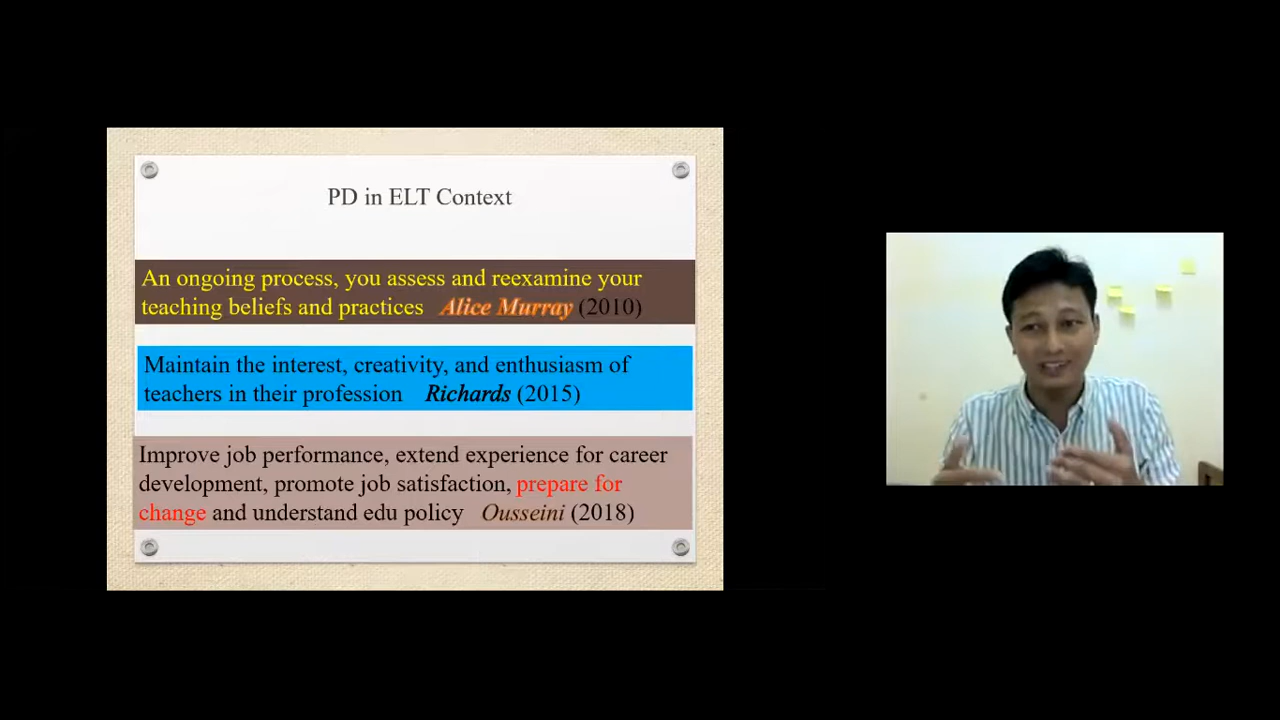 PD in ELT Context
An ongoing process, you assess and reexamine your
teaching beliefs and practices Alice Murray (2010)
Maintain the interest, creativity, and enthusiasm of
teachers in their profession Richards (2015)
Improve job performance, extend experience for career
development, promote job satisfaction, prepare for
change and understand edu policy Ousseini (2018)